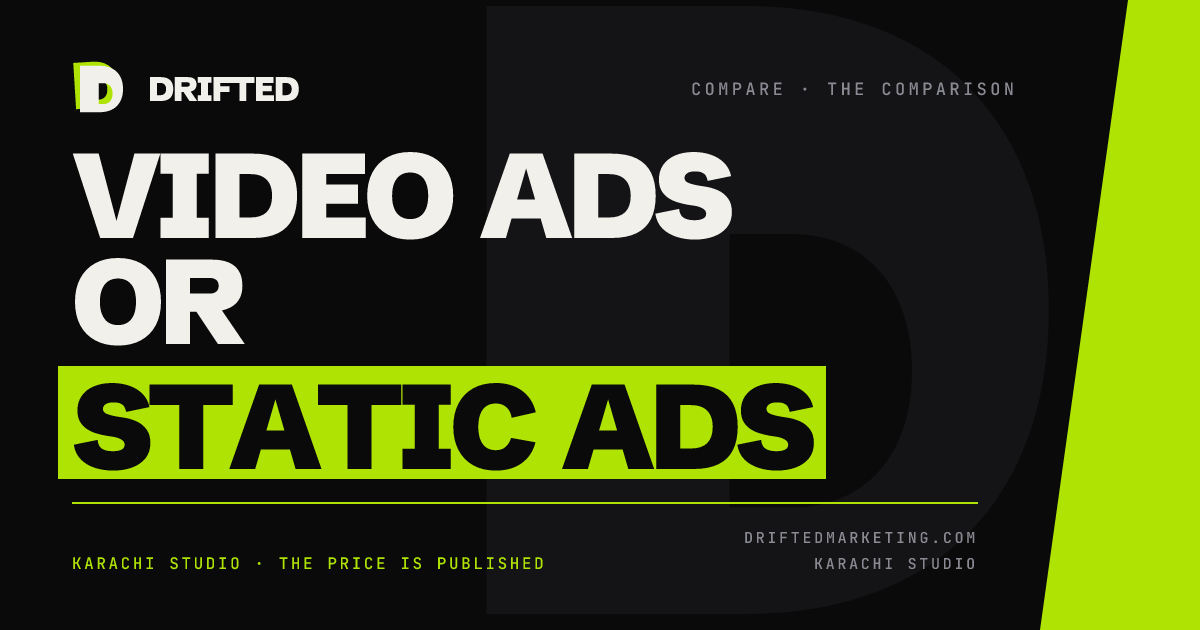 DRIFTED
COMPARE · THE COMPARISON
VIDEO ADS
OR
STATIC ADS
DRIFTEDMARKETING.COM
KARACHI STUDIO · THE PRICE IS PUBLISHED
KARACHI STUDIO